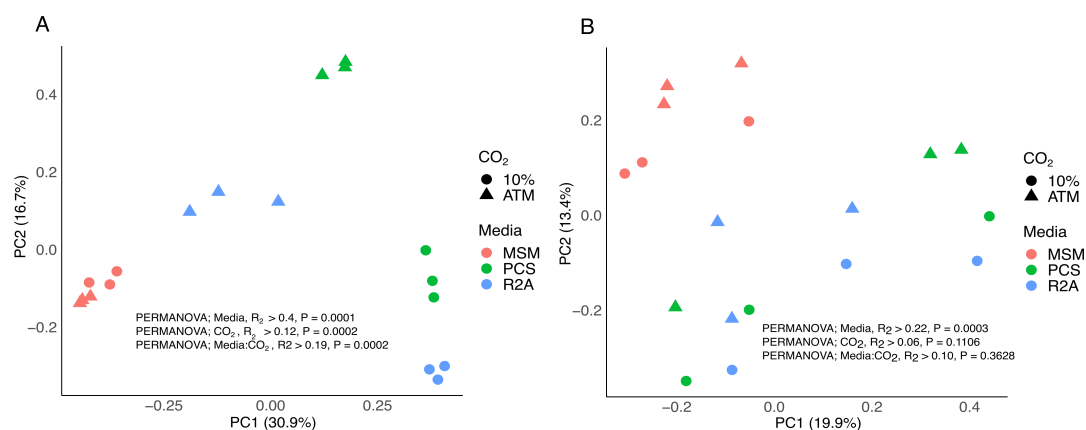 A
0.4
0.2
0.0
−0.2
PC2 (16.7%)
−0.25
0.00
0.25
PC1 (30.9%)
PERMANOVA; Media, R2 > 0.4, P = 0.0001
PERMANOVA; CO2 , R2 > 0.12, P = 0.0002
PERMANOVA; Media:CO2 , R2 > 0.19, P = 0.0002
CO2
10%
ATM
Media
MSM
PCS
R2A
B
0.2
0.0
−0.2
PC2 (13.4%)
−0.2
0.0
0.2
0.4
PC1 (19.9%)
PERMANOVA; Media, R2 > 0.22, P = 0.0003
PERMANOVA; CO2, R2 > 0.06, P = 0.1106
PERMANOVA; Media:CO2, R2 > 0.10, P = 0.3628
CO2
10%
ATM
Media
MSM
PCS
R2A